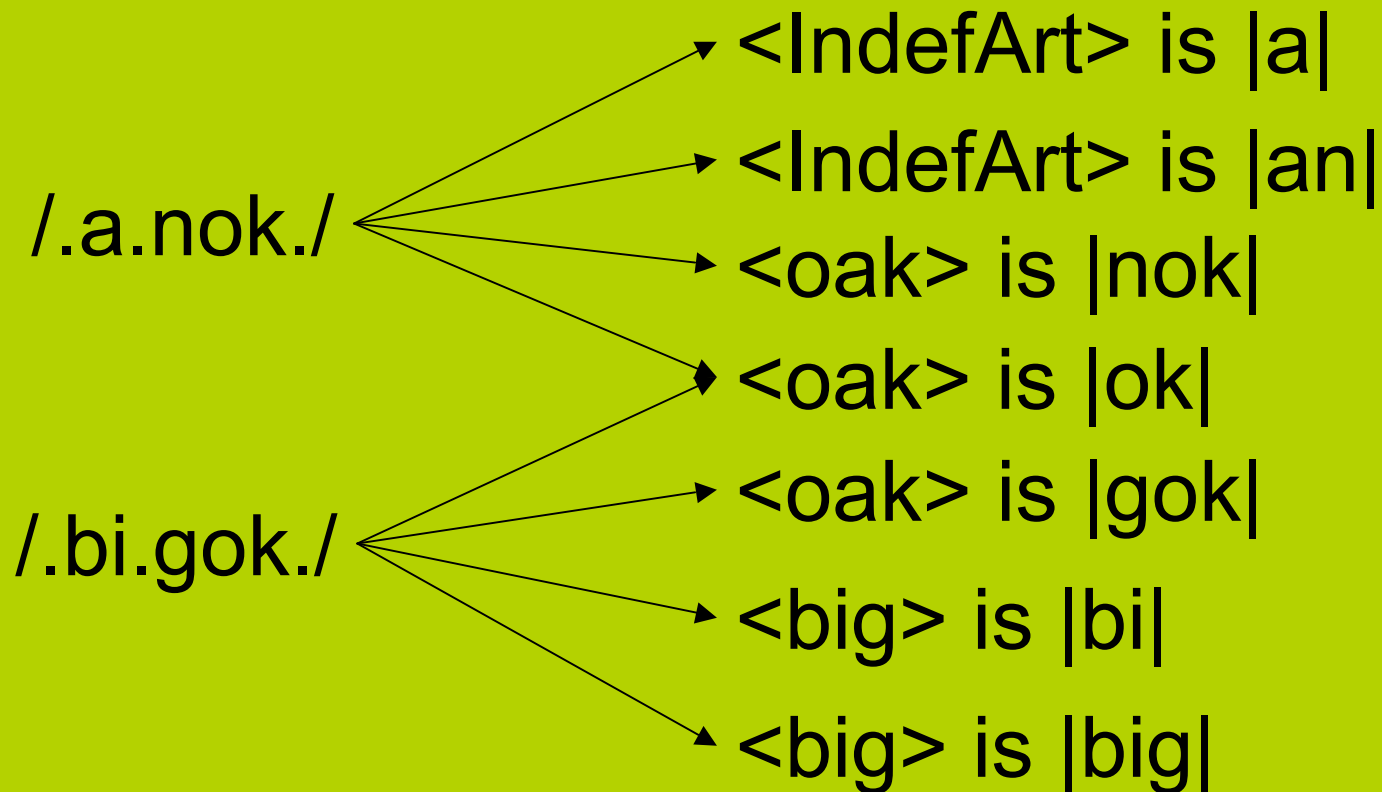 <IndefArt> is |a|
<IndefArt> is |an|
/.a.nok./
<oak> is |nok|
<oak> is |ok|
<oak> is |gok|
/.bi.gok./
<big> is |bi|
<big> is |big|